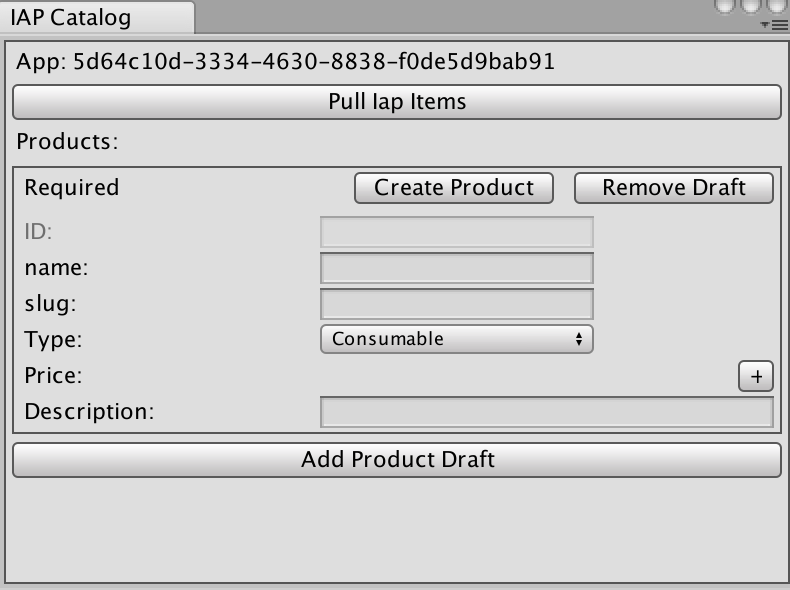 IAP Catalog
App: 5d64c10d-3334-4630-8838-f0de5d9bab91
Pull Iap Items
Products:
Required Create Product Remove Draft
ID:
name:
slug:
Type: Consumable
Price: +
Description:
Add Product Draft